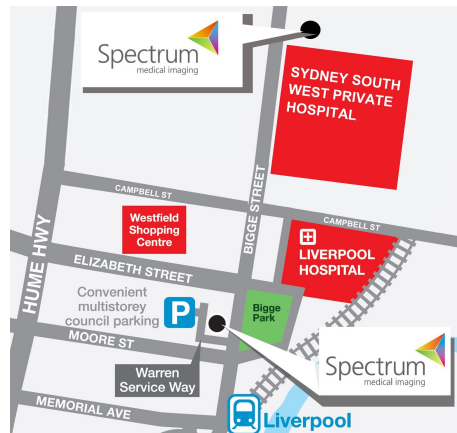 Spectrum
medical imaging
SYDNEY SOUTH
WEST PRIVATE
HOSPITAL
CAMPBELL ST
CAMPBELL ST
BIGGE STREET
HUME HWY
Westfield
Shopping
Centre
LIVERPOOL
HOSPITAL
ELIZABETH STREET
Convenient
multistorey
council parking
P
Bigge
Park
MOORE ST
Warren
Service Way
Spectrum
medical imaging
MEMORIAL AVE
Liverpool